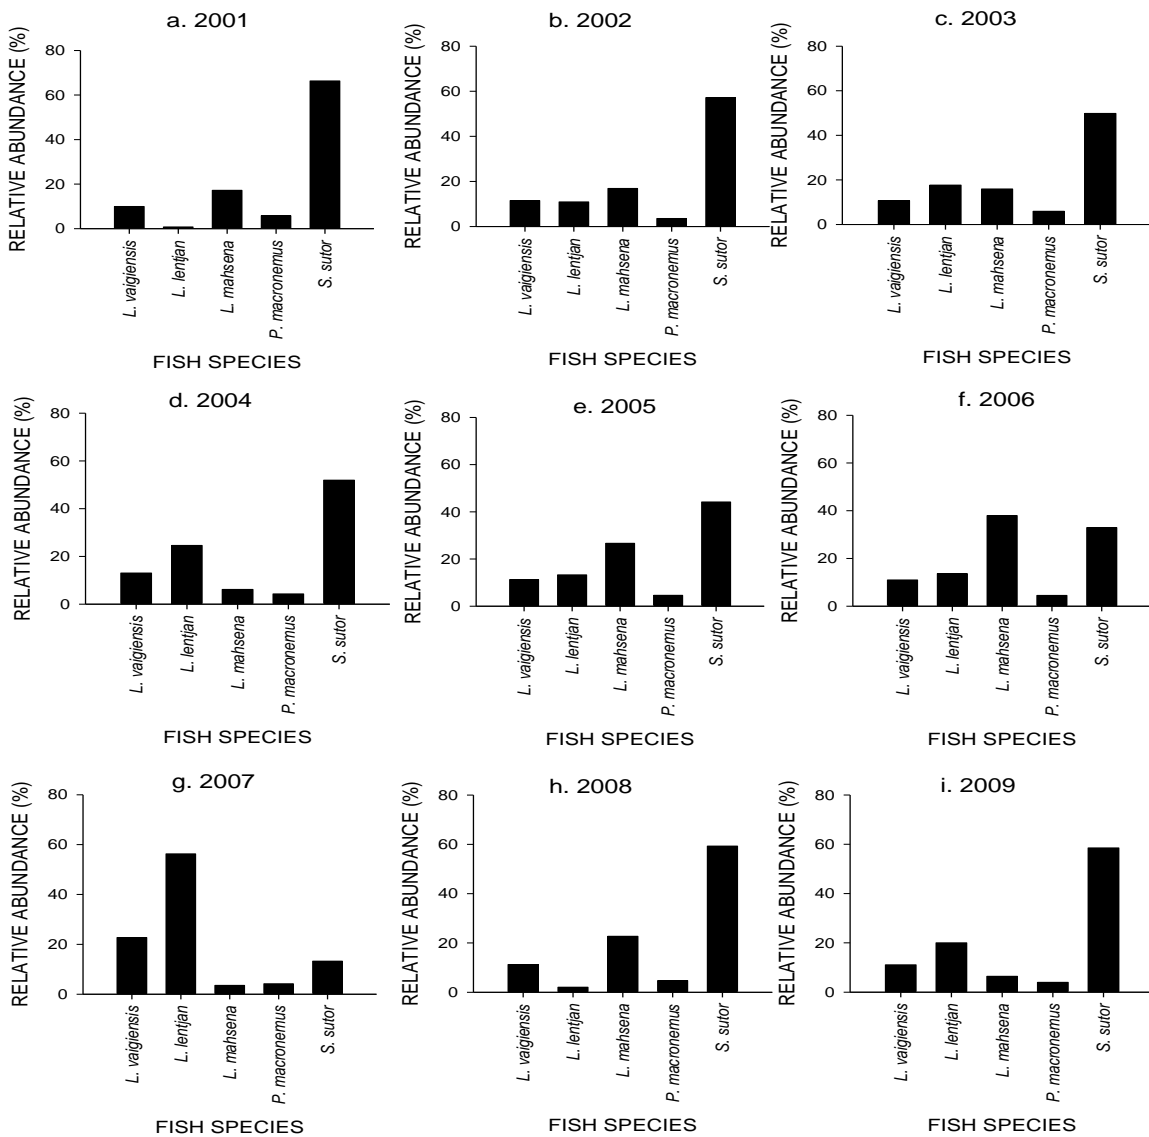 a. 2001
RELATIVE ABUNDANCE (%)
80
60
40
20
0
L. vaigiensis
L. lentjan
L. mahsena
P. macronemus
S. sutor
FISH SPECIES
b. 2002
RELATIVE ABUNDANCE (%)
80
60
40
20
0
L. vaigiensis
L. lentjan
L. mahsena
P. macronemus
S. sutor
FISH SPECIES
c. 2003
RELATIVE ABUNDANCE (%)
80
60
40
20
0
L. vaigiensis
L. lentjan
L. mahsena
P. macronemus
S. sutor
FISH SPECIES
d. 2004
RELATIVE ABUNDANCE (%)
80
60
40
20
0
L. vaigiensis
L. lentjan
L. mahsena
P. macronemus
S. sutor
FISH SPECIES
e. 2005
RELATIVE ABUNDANCE (%)
80
60
40
20
0
L. vaigiensis
L. lentjan
L. mahsena
P. macronemus
S. sutor
FISH SPECIES
f. 2006
RELATIVE ABUNDANCE (%)
80
60
40
20
0
L. vaigiensis
L. lentjan
L. mahsena
P. macronemus
S. sutor
FISH SPECIES
g. 2007
RELATIVE ABUNDANCE (%)
80
60
40
20
0
L. vaigiensis
L. lentjan
L. mahsena
P. macronemus
S. sutor
FISH SPECIES
h. 2008
RELATIVE ABUNDANCE (%)
80
60
40
20
0
L. vaigiensis
L. lentjan
L. mahsena
P. macronemus
S. sutor
FISH SPECIES
i. 2009
RELATIVE ABUNDANCE (%)
80
60
40
20
0
L. vaigiensis
L. lentjan
L. mahsena
P. macronemus
S. sutor
FISH SPECIES